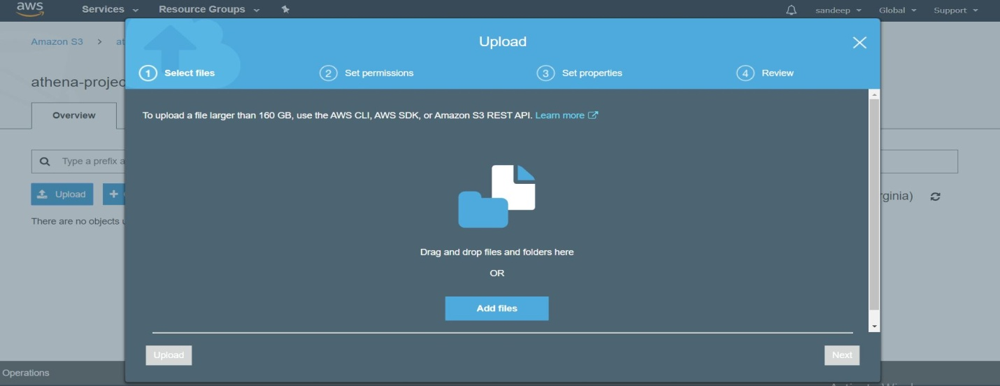 aws Services Resource Groups sandeep Global Support
Upload
Amazon S3 > at
1 Select files 2 Set permissions 3 Set properties 4 Review
athena-projec
Overview
To upload a file larger than 160 GB, use the AWS CLI, AWS SDK, or Amazon S3 REST API. Learn more
Type a prefix a
Upload
rginia)
There are no objects u
Drag and drop files and folders here
OR
Add files
Upload Next
Operations